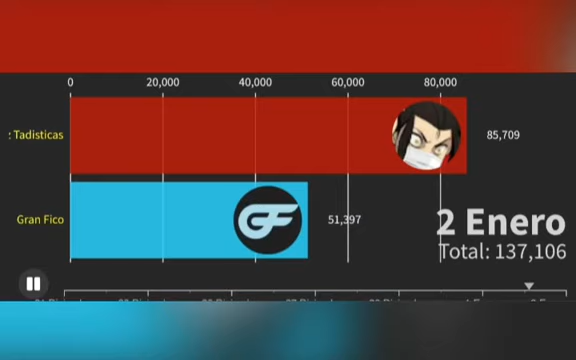 0 20,000 40,000 60,000 80,000
: Tadisticas 85,709
GF
Gran Fico 51,397
2 Enero
Total: 137,106